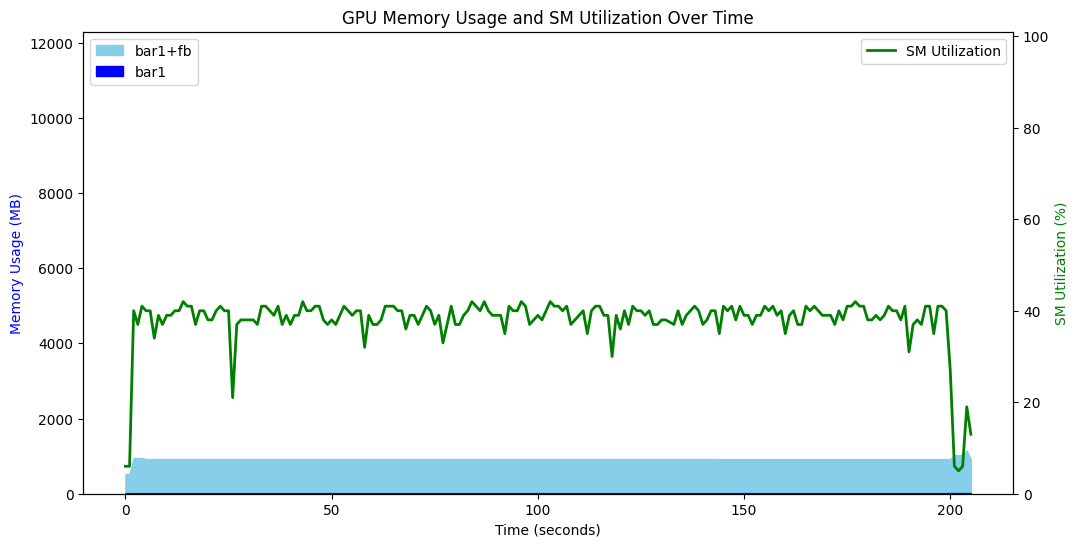 GPU Memory Usage and SM Utilization Over Time
bar1+fb
bar1
SM Utilization
Memory Usage (MB)
12000
10000
8000
6000
4000
2000
0
100
80
60
40
20
0
SM Utilization (%)
0
50
100
150
200
Time (seconds)